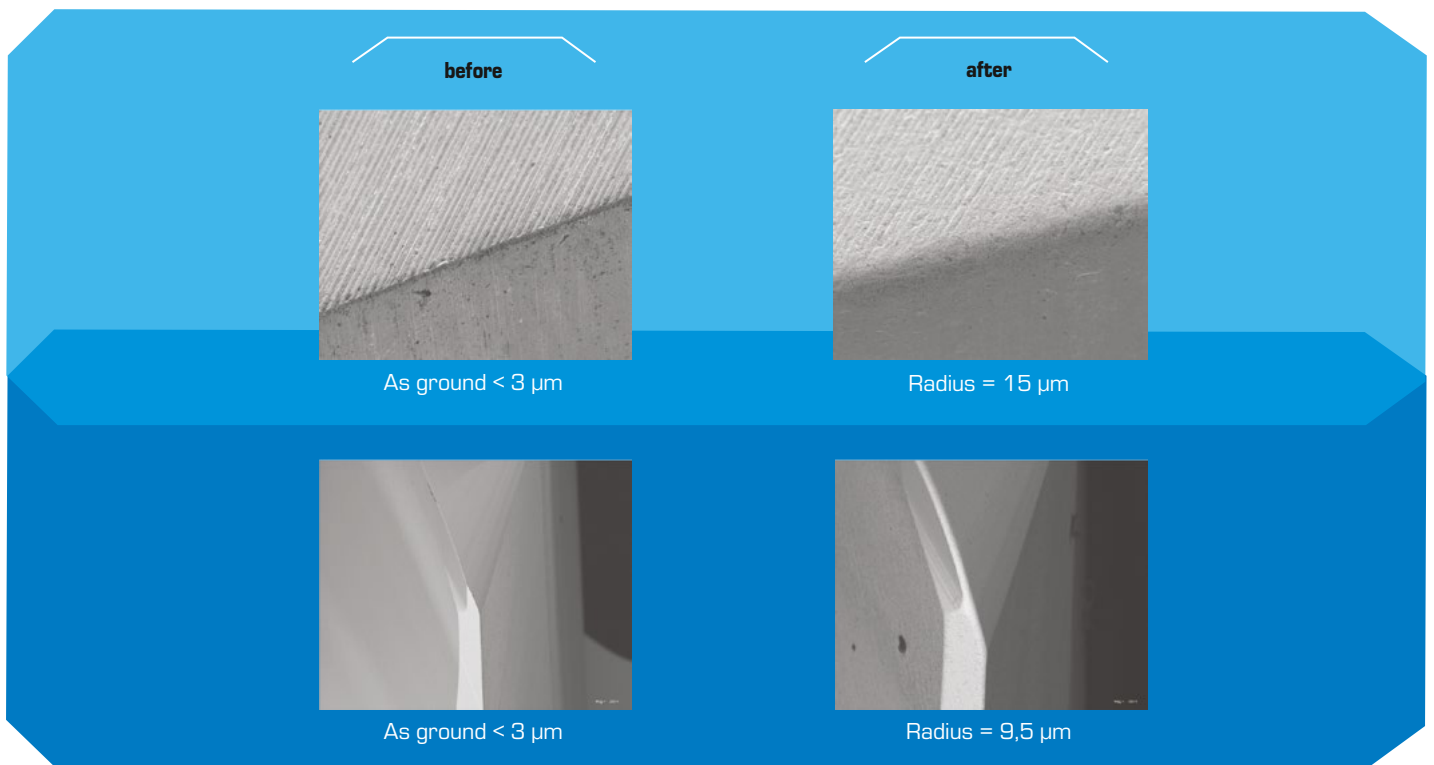 before
after
As ground < 3 µm
Radius = 15 µm
As ground < 3 µm
Radius = 9,5 µm